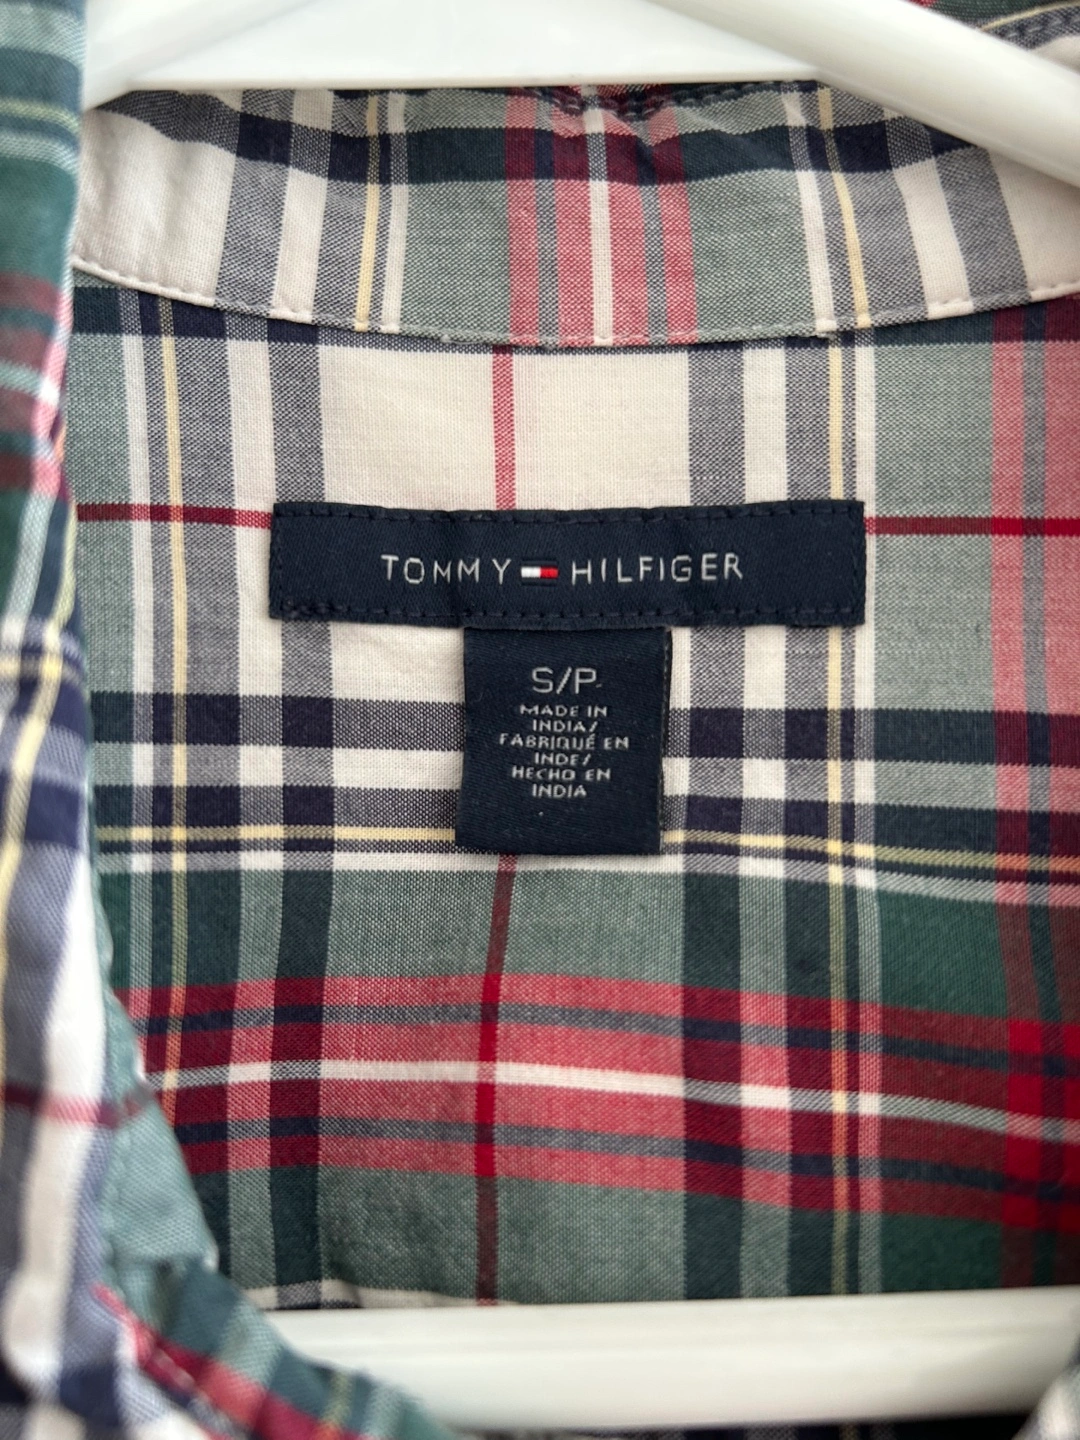 TOMMY HILFIGER
S/P
MADE IN
INDIA/
FABRIQUÉ EN
INDE/
HECHO EN
INDIA